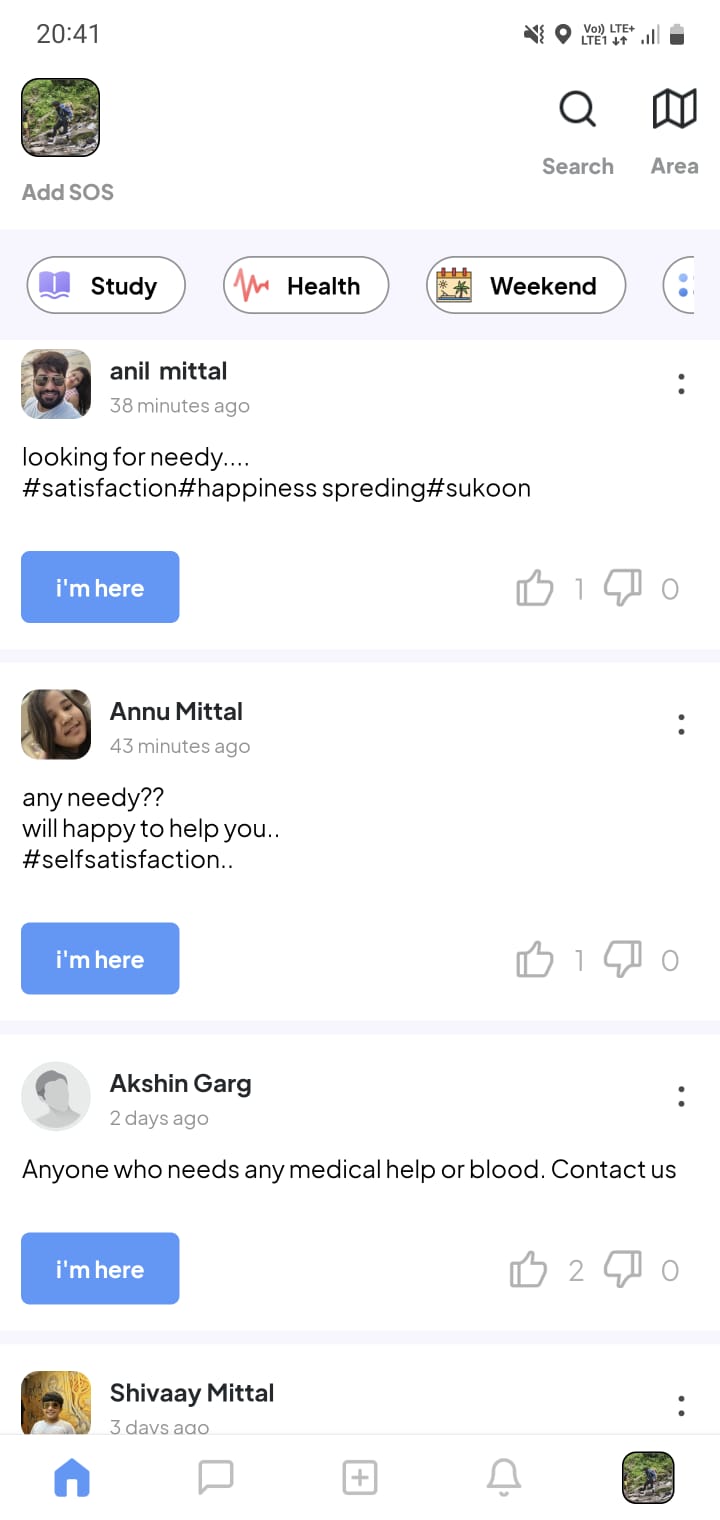 20:41
Vo)) LTE+
LTE1
Search
Area
Add SOS
Study
Health
Weekend
anil mittal
38 minutes ago
looking for needy....
#satisfaction#happiness spreding#sukoon
i'm here
1
0
Annu Mittal
43 minutes ago
any needy??
will happy to help you..
#selfsatisfaction..
i'm here
1
0
Akshin Garg
2 days ago
Anyone who needs any medical help or blood. Contact us
i'm here
2
0
Shivaay Mittal
3 days ago